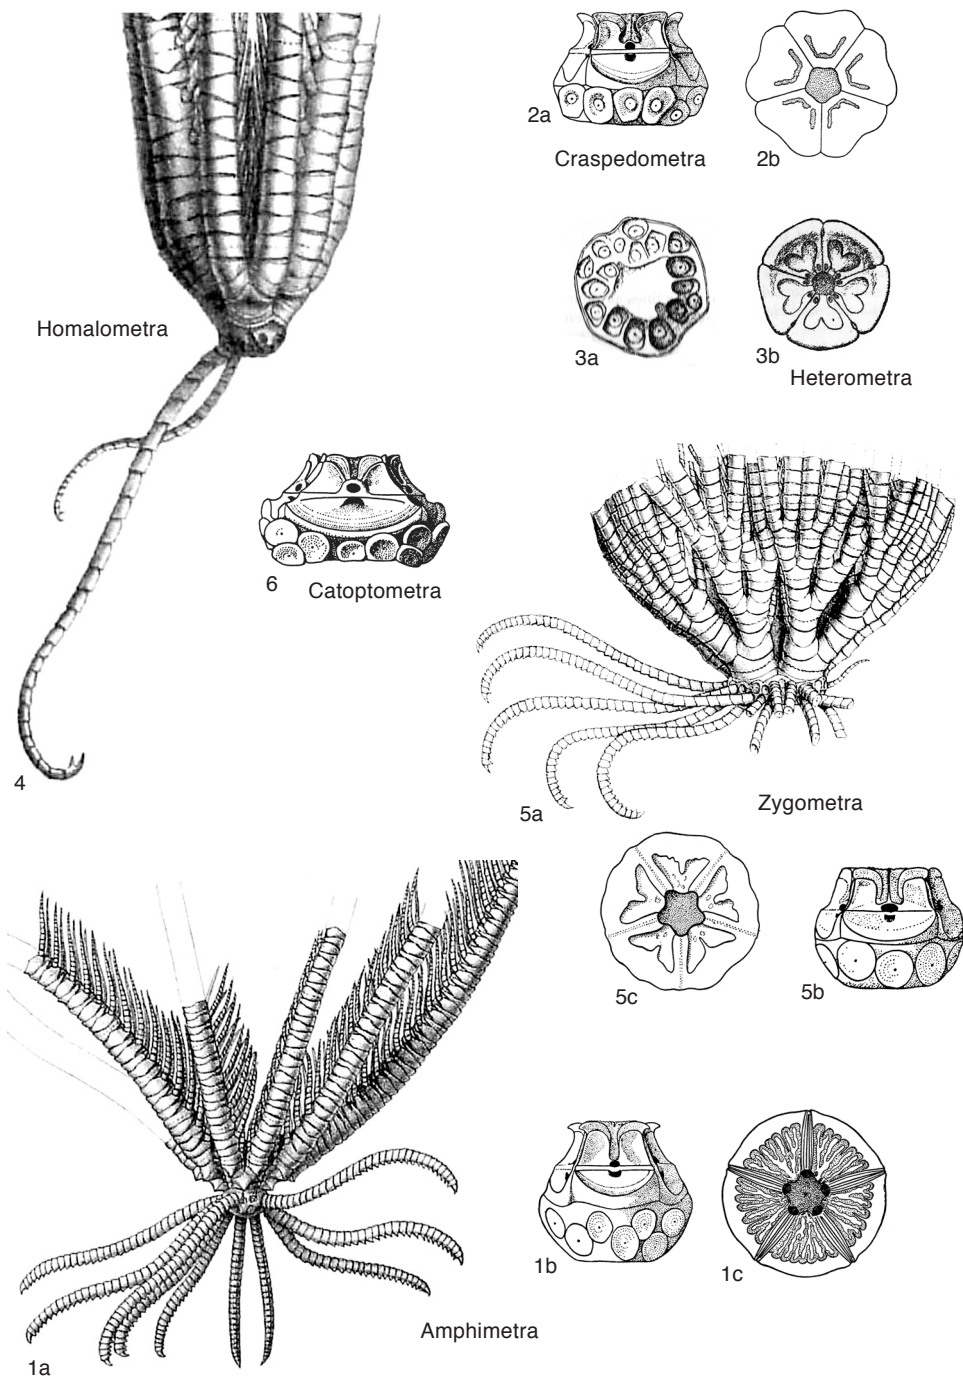 2a
Craspedometra
2b
Homalometra
3a
3b
Heterometra
6
Catoptometra
4
5a
Zygometra
5c
5b
1b
1c
Amphimetra
1a